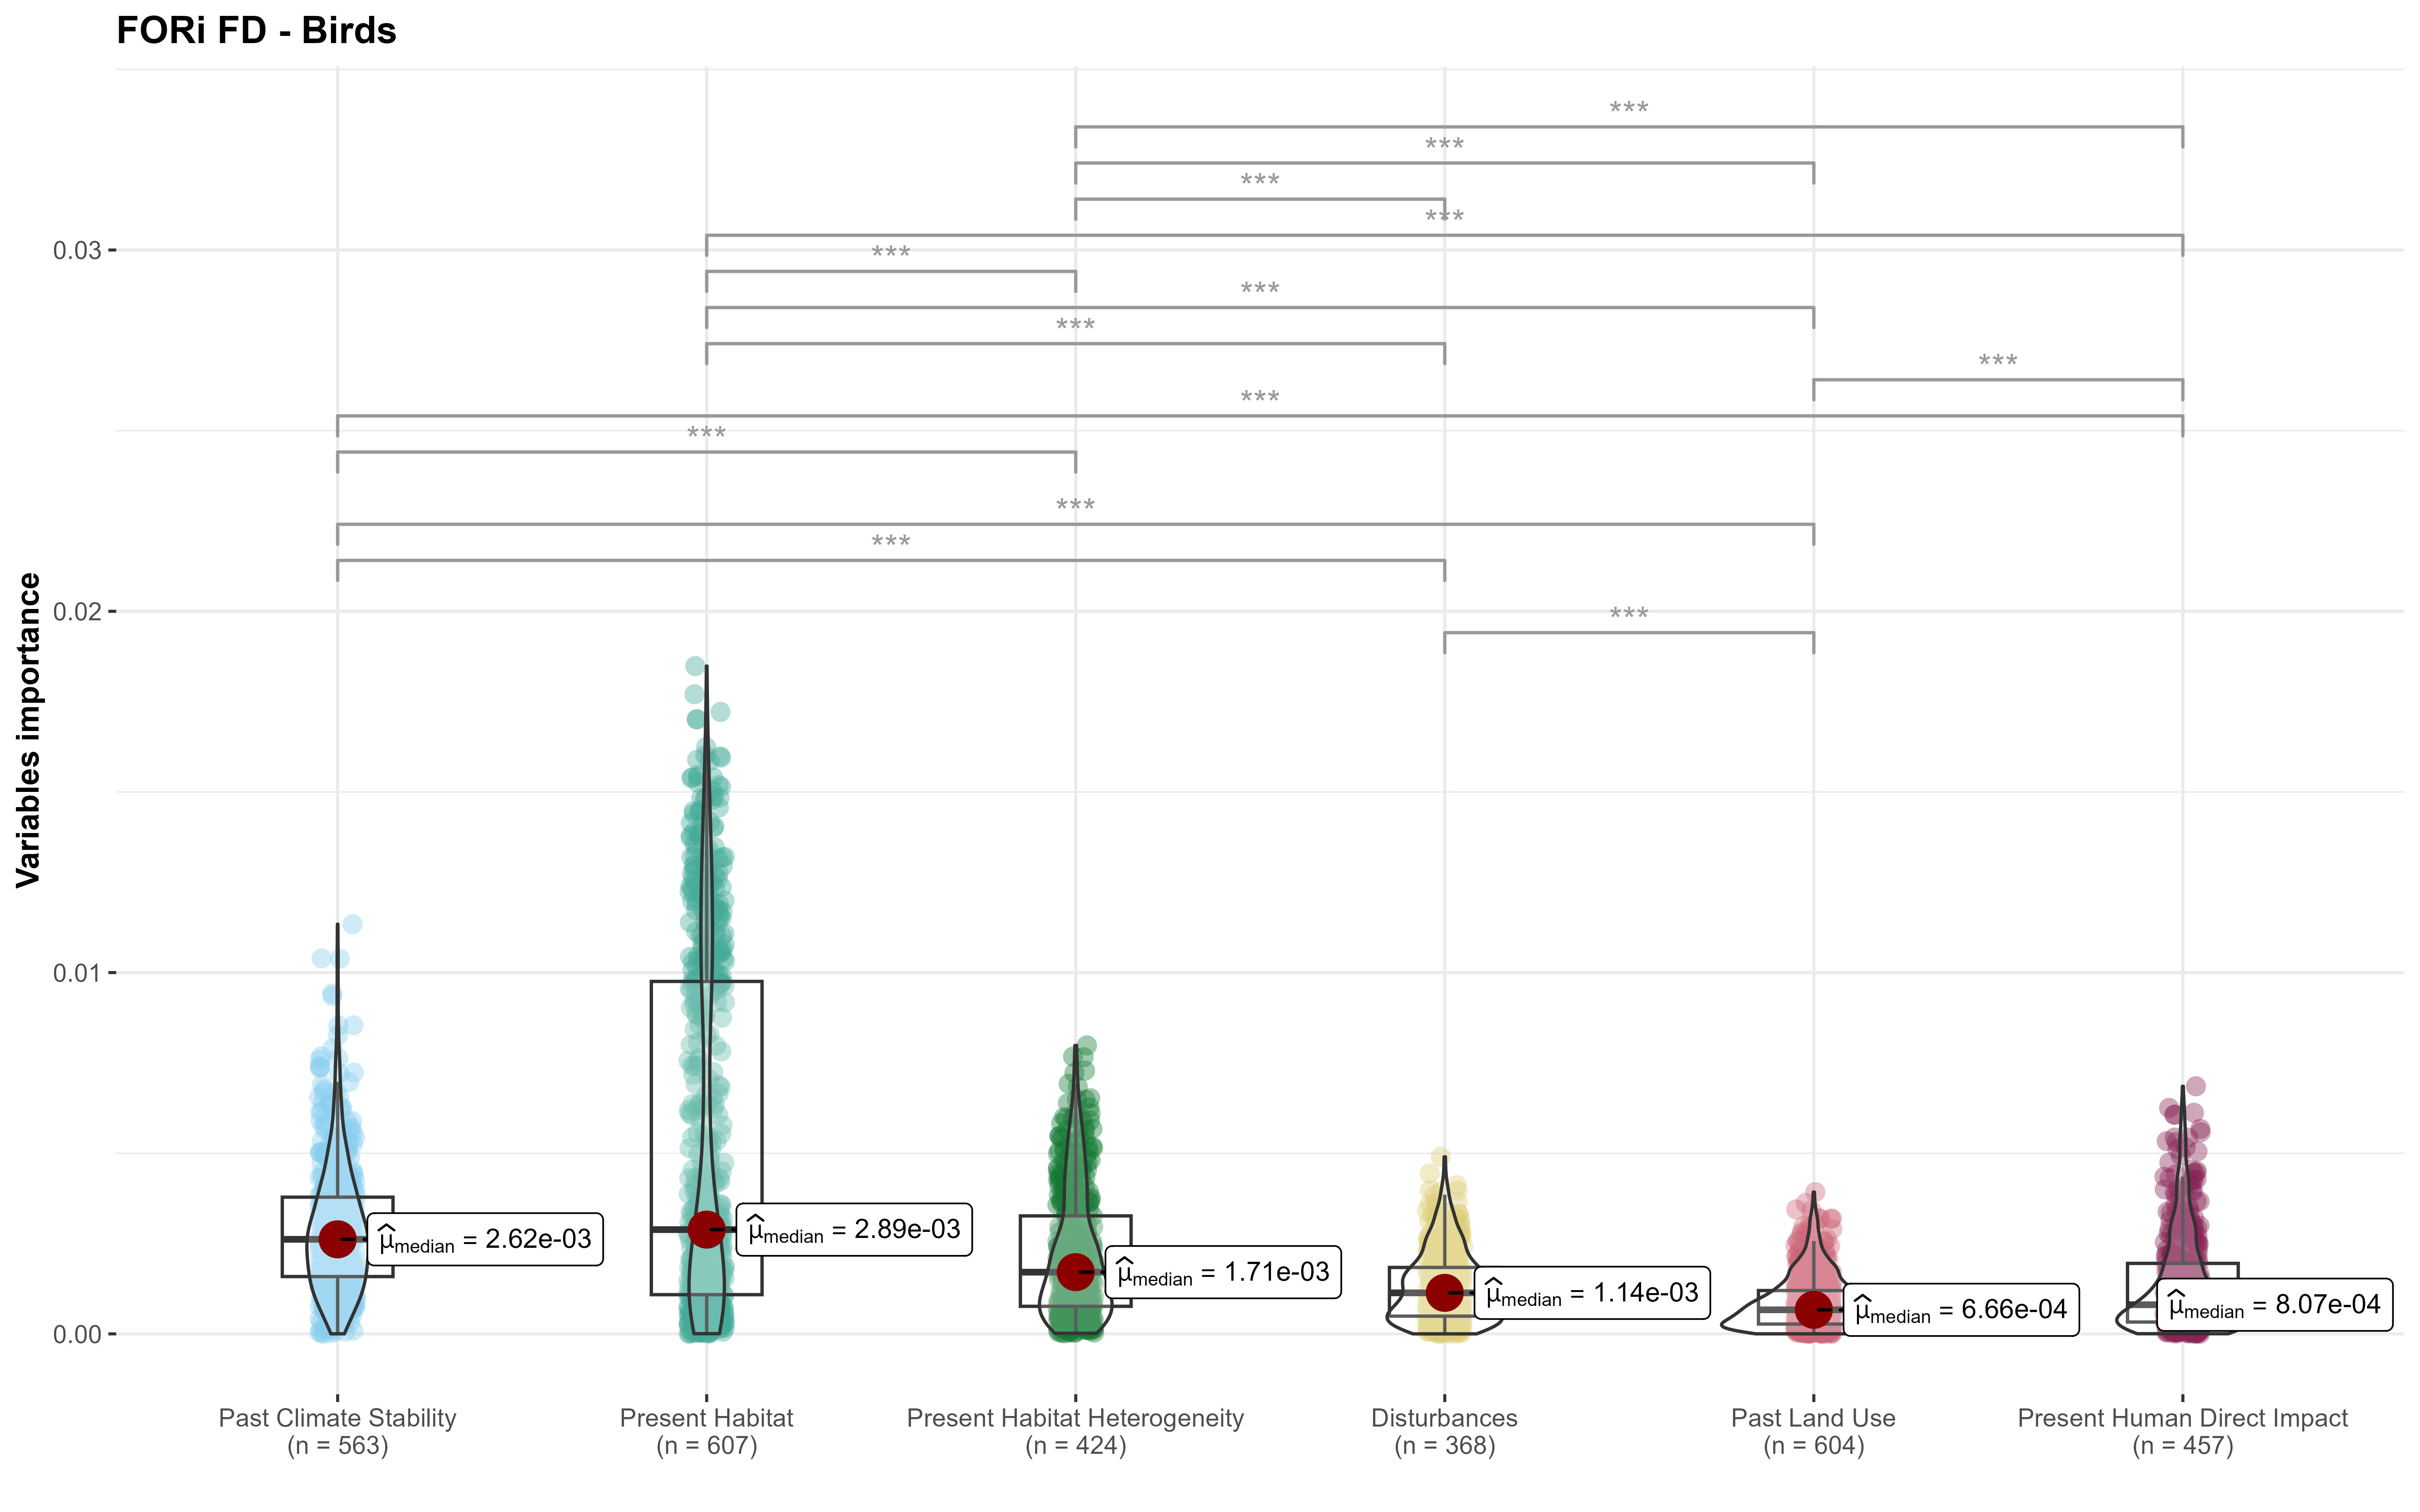 FORi FD - Birds
***
***
***
***
***
***
***
***
***
***
***
***
***
Variables importance
0.03
0.02
0.01
0.00
μ̂median = 2.62e-03
μ̂median = 2.89e-03
μ̂median = 1.71e-03
μ̂median = 1.14e-03
μ̂median = 6.66e-04
μ̂median = 8.07e-04
Past Climate Stability
(n = 563)
Present Habitat
(n = 607)
Present Habitat Heterogeneity
(n = 424)
Disturbances
(n = 368)
Past Land Use
(n = 604)
Present Human Direct Impact
(n = 457)